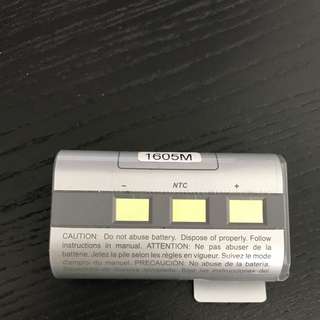 1605M
– NTC +
CAUTION: Do not abuse battery. Dispose of properly. Follow
instructions in manual. ATTENTION: Ne pas abuser de la
batterie. Jetez la pile selon les règles en vigueur. Suivez le mode
d'emploi du manuel. PRECAUCIÓN: No abuse de la batería.